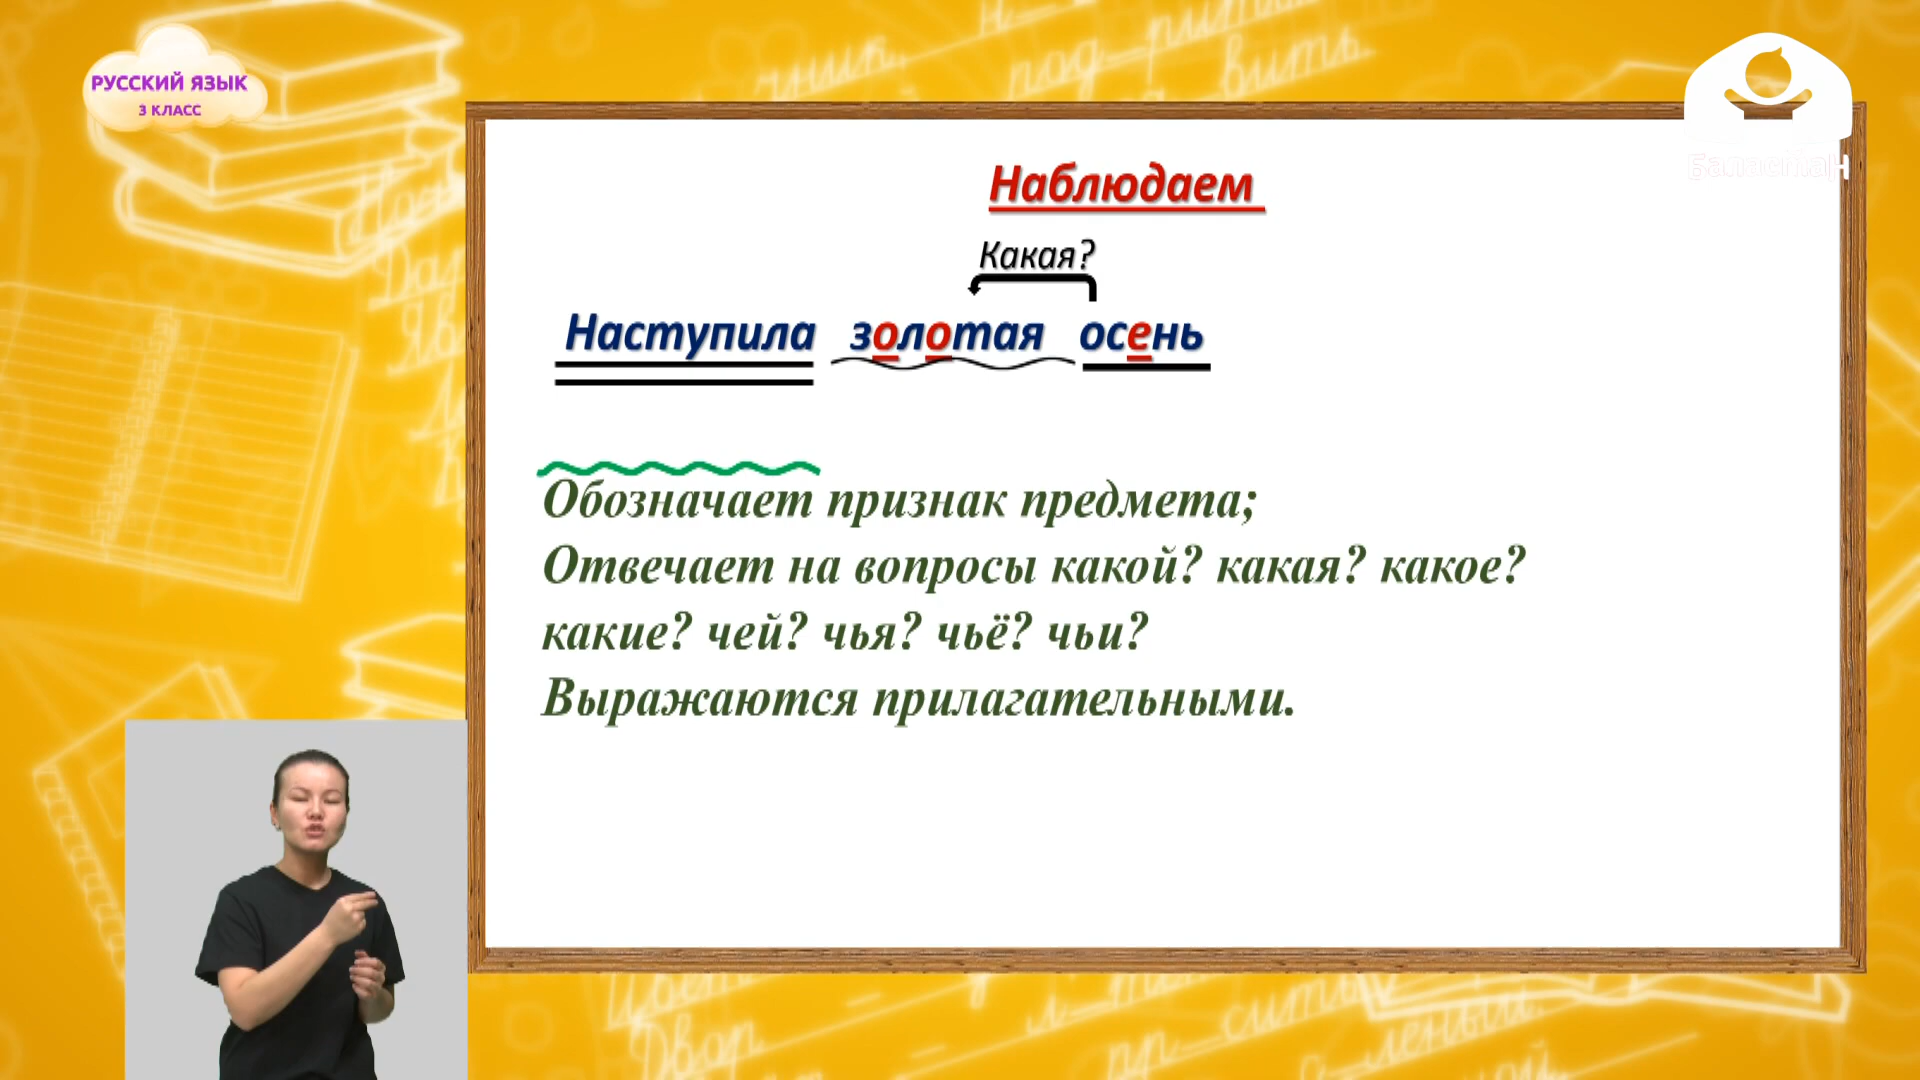 РУССКИЙ ЯЗЫК
3 КЛАСС
Баластан
Наблюдаем
Какая?
Наступила золотая осень
Обозначает признак предмета;
Отвечает на вопросы какой? какая? какое?
какие? чей? чья? чьё? чьи?
Выражаются прилагательными.